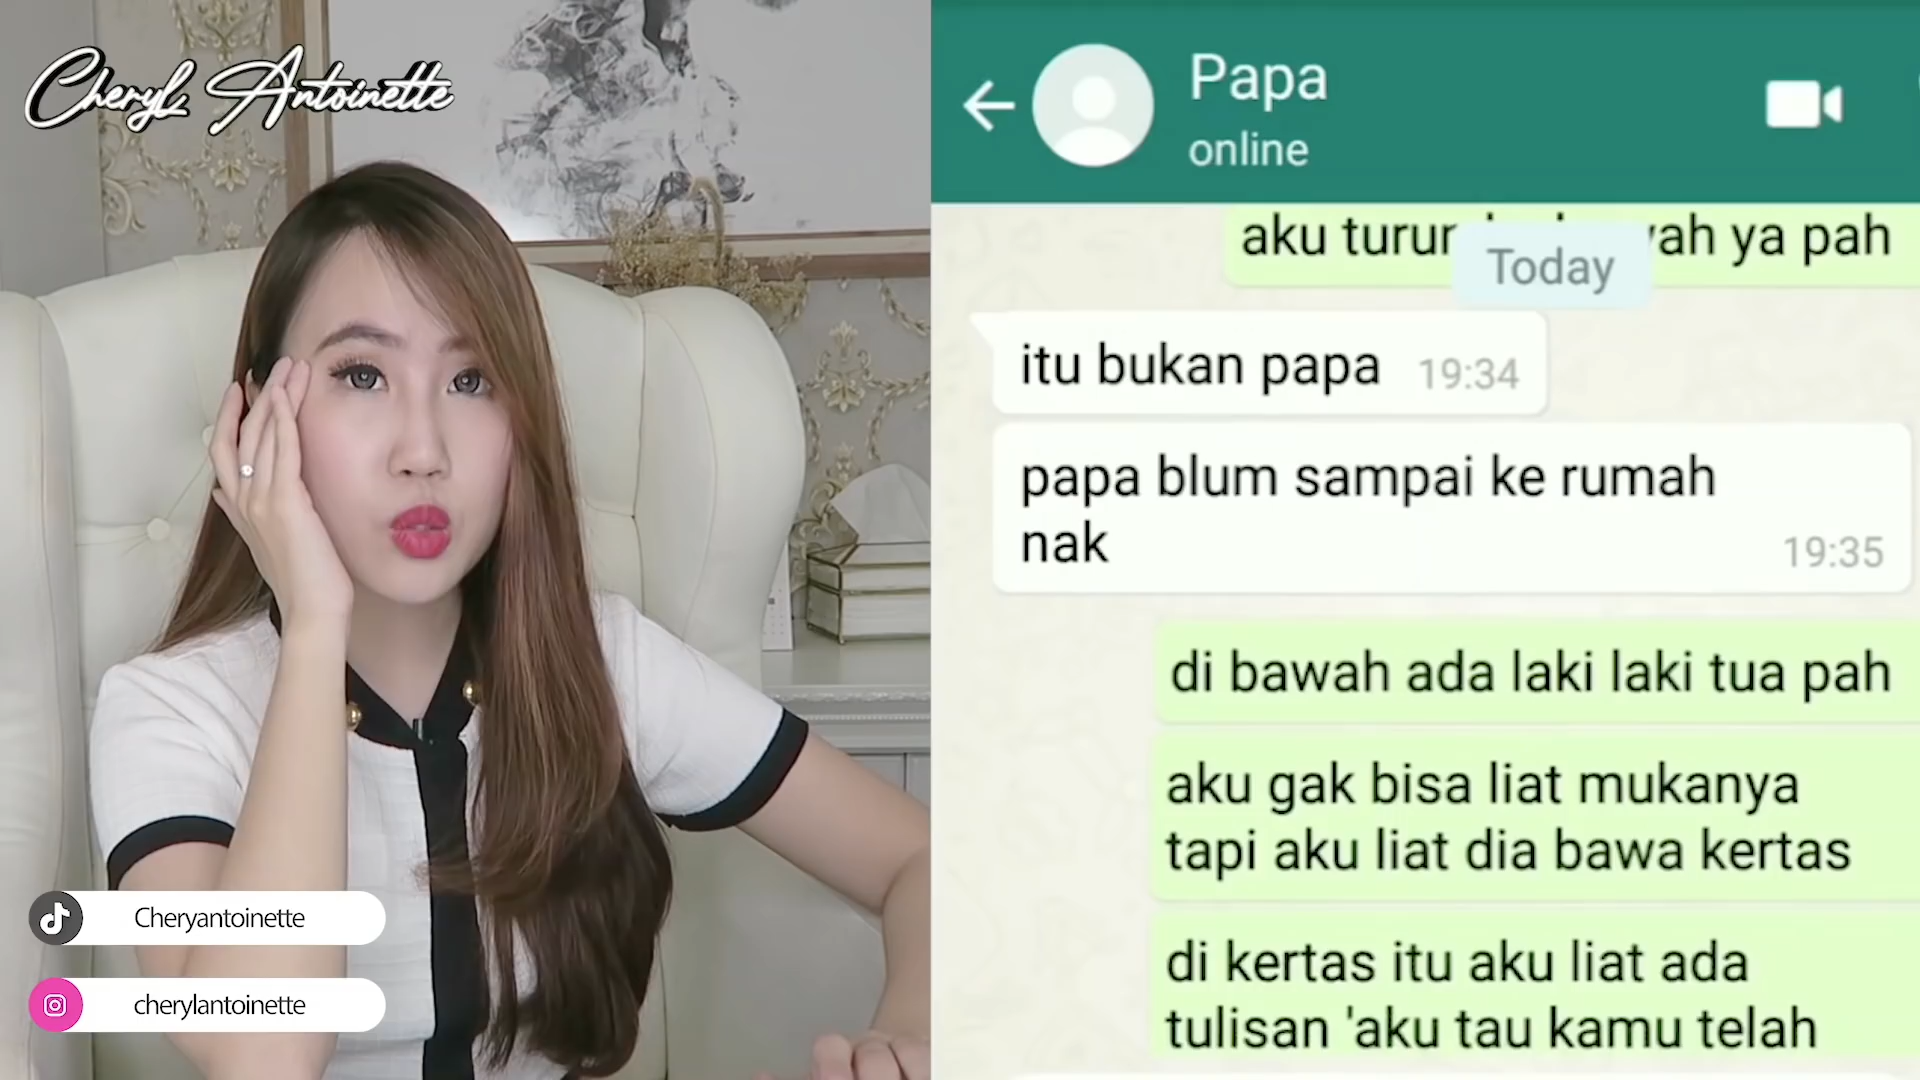 Cheryl Antoinette
Cheryantoinette
cherylantoinette
Papa
online
aku turun ya pah
Today
itu bukan papa 19:34
papa blum sampai ke rumah
nak 19:35
di bawah ada laki laki tua pah
aku gak bisa liat mukanya
tapi aku liat dia bawa kertas
di kertas itu aku liat ada
tulisan 'aku tau kamu telah